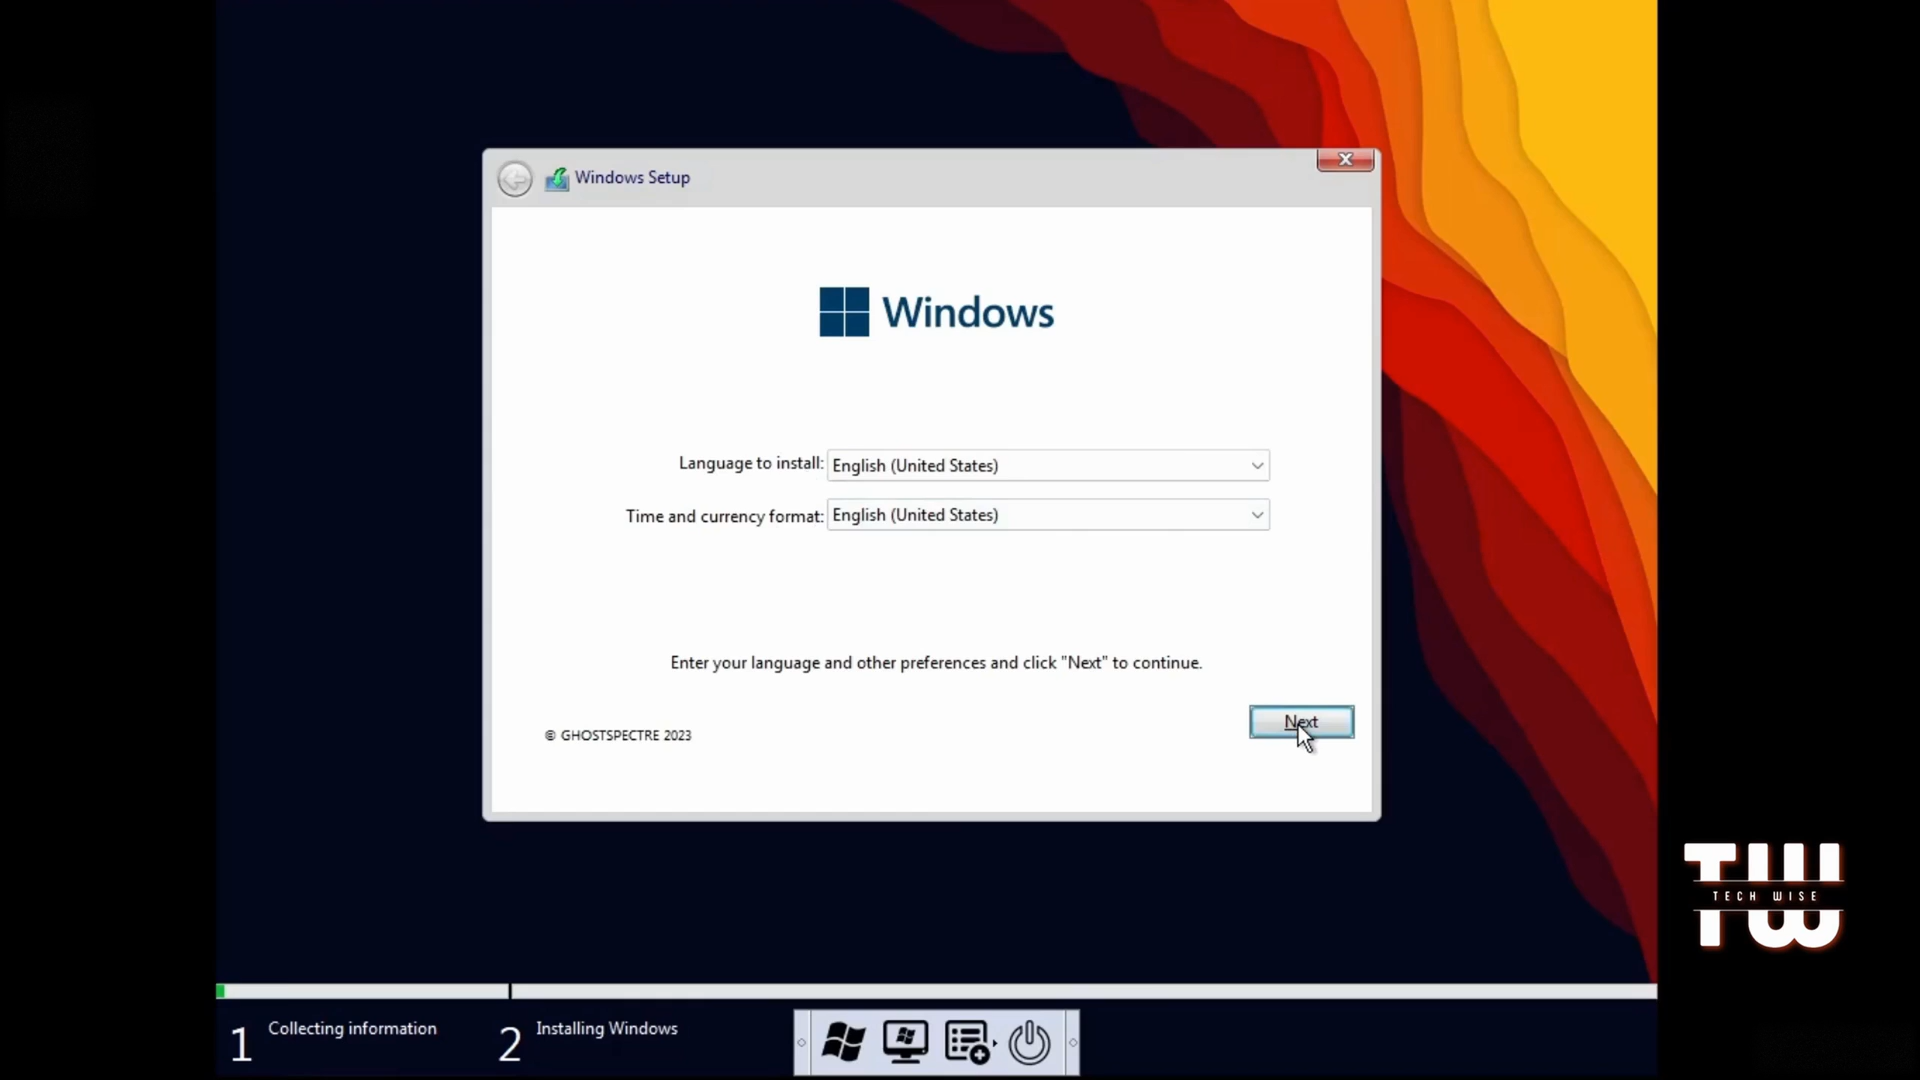 Windows Setup
Windows
Language to install: English (United States)
Time and currency format: English (United States)
Enter your language and other preferences and click "Next" to continue.
Next
© GHOSTSPECTRE 2023
TW
TECH WISE
1 Collecting information
2 Installing Windows